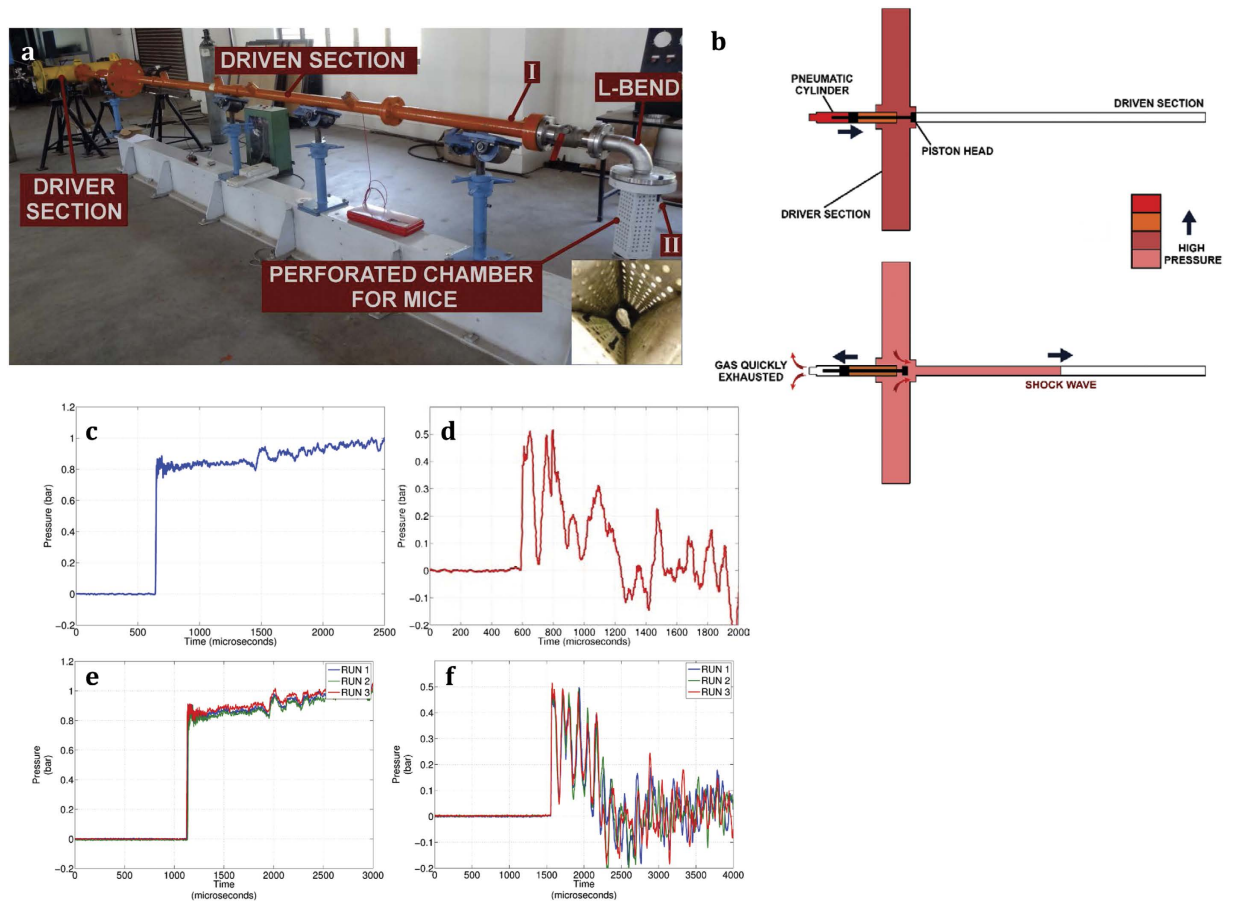 a
DRIVEN SECTION
I
L-BEND
DRIVER
SECTION
II
PERFORATED CHAMBER
FOR MICE
b
PNEUMATIC
CYLINDER
DRIVEN SECTION
PISTON HEAD
DRIVER SECTION
HIGH
PRESSURE
GAS QUICKLY
EXHAUSTED
SHOCK WAVE
c
1.2
1
0.8
0.6
0.4
0.2
0
-0.2
Pressure (bar)
0 500 1000 1500 2000 2500
Time (microseconds)
d
0.5
0.4
0.3
0.2
0.1
0
-0.1
-0.2
Pressure (bar)
0 200 400 600 800 1000 1200 1400 1600 1800 2000
Time (microseconds)
e
RUN 1
RUN 2
RUN 3
1.2
1
0.8
0.6
0.4
0.2
0
-0.2
Pressure
(bar)
0 500 1000 1500 2000 2500 3000
Time
(microseconds)
f
RUN 1
RUN 2
RUN 3
0.5
0.4
0.3
0.2
0.1
0
-0.1
-0.2
Pressure
(bar)
0 500 1000 1500 2000 2500 3000 3500 4000
Time
(microseconds)